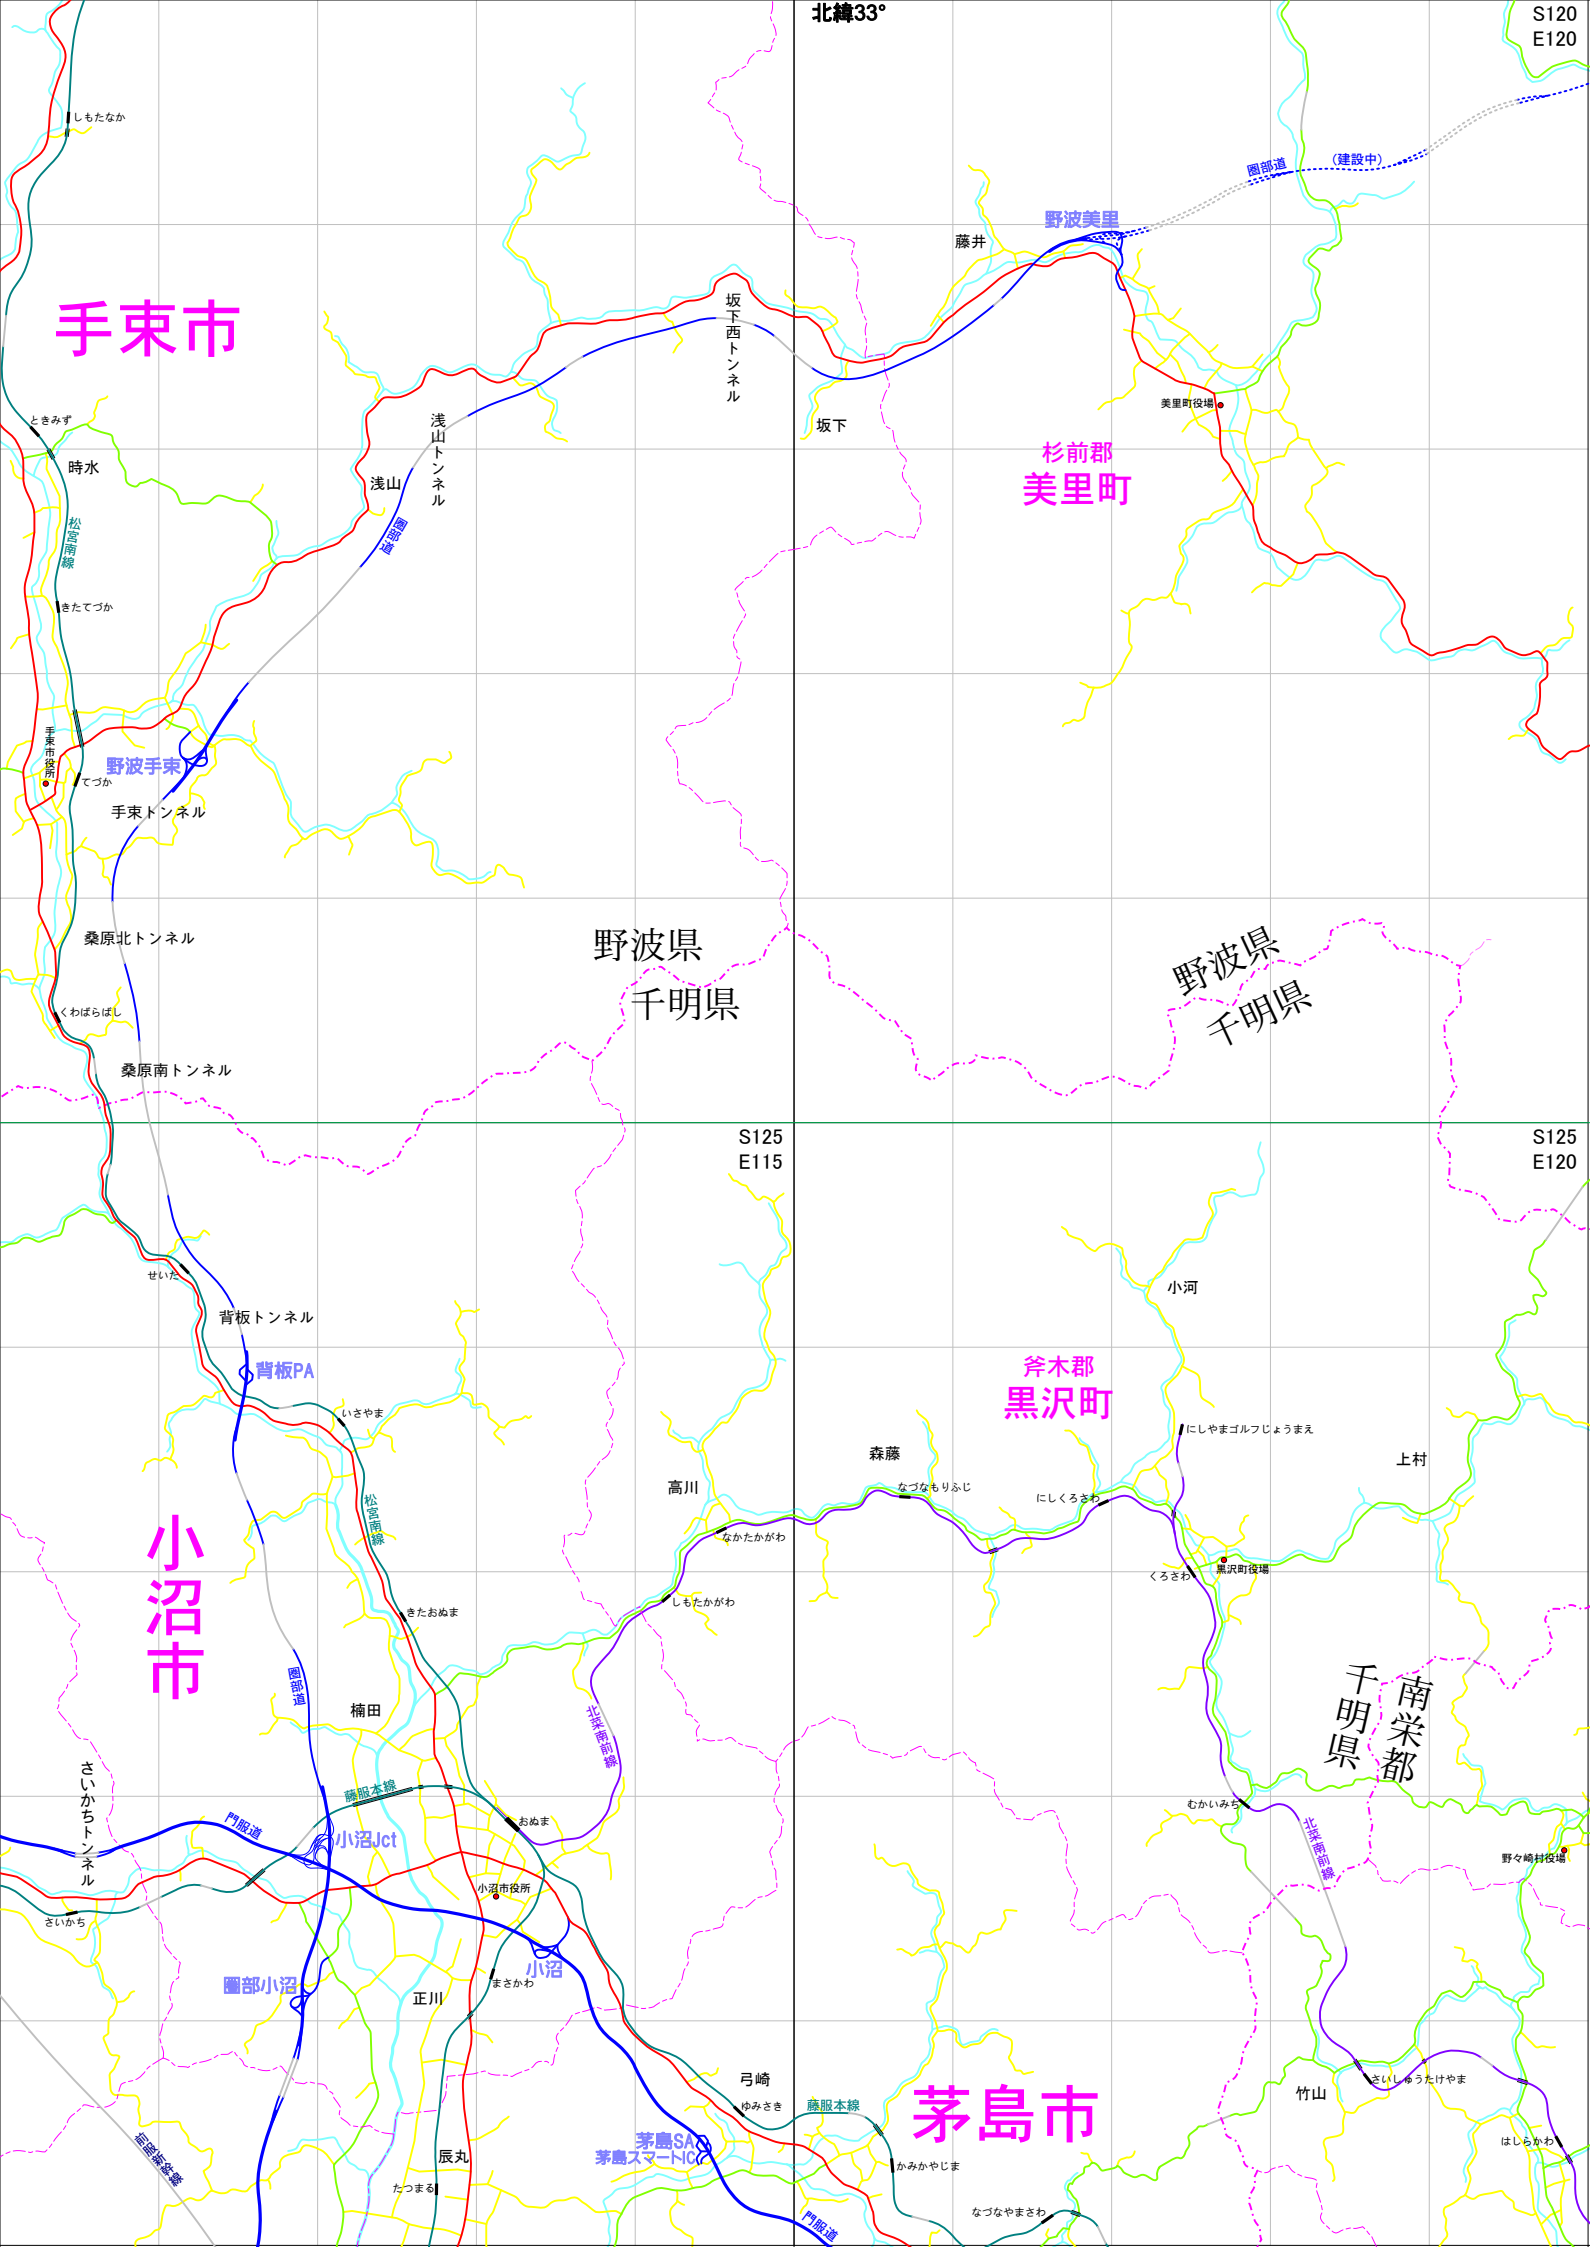 北緯33°
S120
E120
しもたなか
圏部道
(建設中)
野波美里
藤井
手束市
坂下西トンネル
ときみず
時水
浅山トンネル
浅山
坂下
美里町役場
杉前郡
美里町
松宮南線
圏部道
きたてづか
手束市役所
野波手束
てづか
手束トンネル
桑原北トンネル
野波県
千明県
野波県
千明県
くわばらばし
桑原南トンネル
S125
E115
S125
E120
せいた
小河
背板トンネル
背板PA
斧木郡
黒沢町
いさやま
にしやまゴルフじょうまえ
森藤
上村
高川
なづなもりふじ
にしくろさわ
松宮南線
なかたかがわ
小沼市
くろさわ
黒沢町役場
しもたかがわ
きたおぬま
圏部道
楠田
北菜南前線
千明県
南栄都
さいかちトンネル
藤服本線
むかいみち
門服道
おぬま
小沼Jct
北菜南前線
野々崎村役場
小沼市役所
さいかち
小沼
まさかわ
圏部小沼
正川
弓崎
さいしゅうたけやま
竹山
ゆみさき
藤服本線
茅島市
茅島SA
茅島スマートIC
はしらかわ
辰丸
かみかやじま
たつまる
なづなやまさわ
門服道